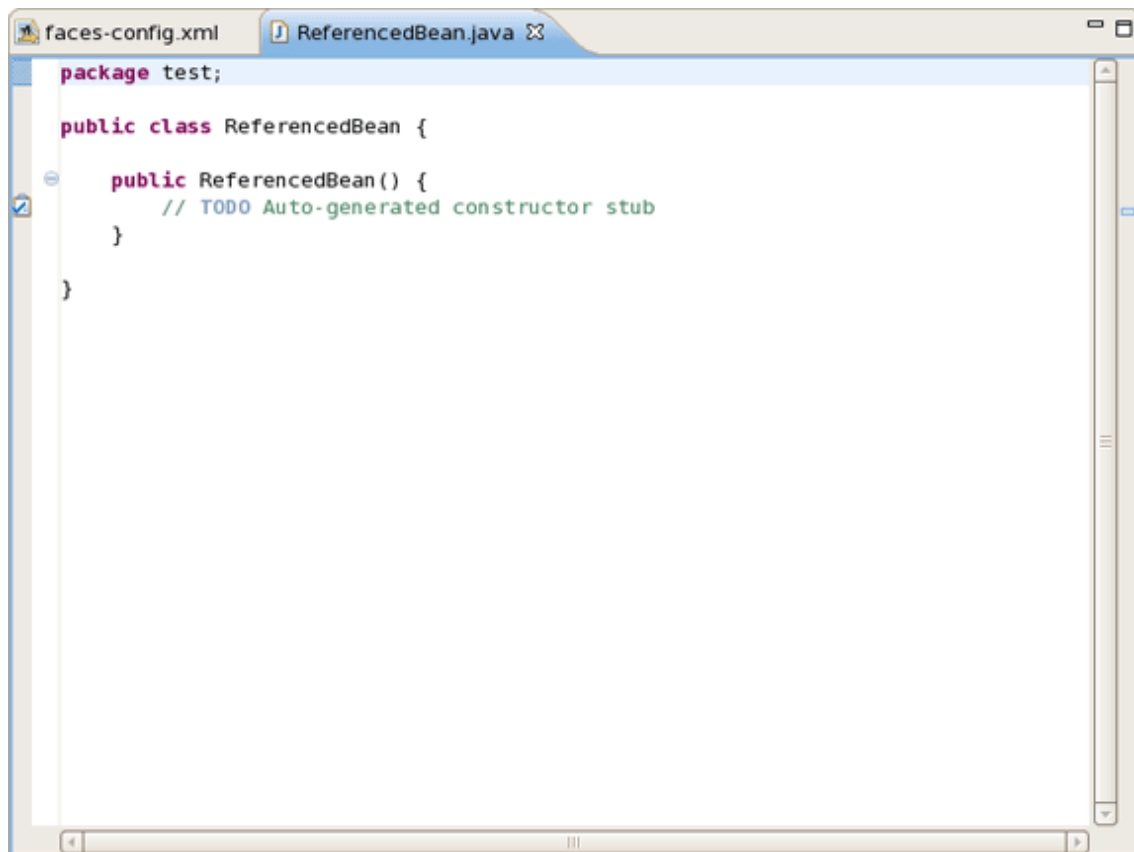 faces-config.xml ReferencedBean.java
package test;
public class ReferencedBean {
public ReferencedBean() {
// TODO Auto-generated constructor stub
}
}